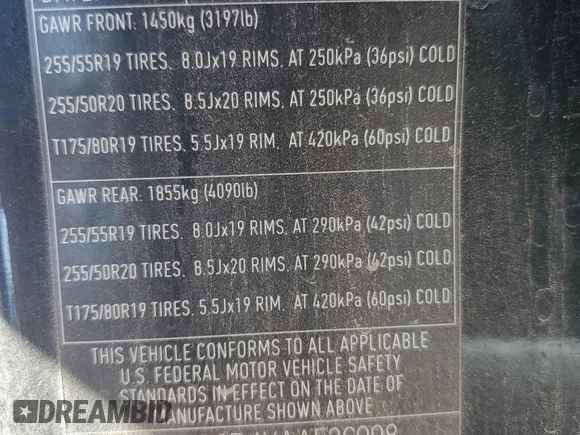 GAWR FRONT: 1450kg (3197lb)
255/55R19 TIRES, 8.0Jx19 RIMS, AT 250kPa (36psi) COLD
255/50R20 TIRES, 8.5Jx20 RIMS, AT 250kPa (36psi) COLD
T175/80R19 TIRES, 5.5Jx19 RIM, AT 420kPa (60psi) COLD
GAWR REAR: 1855kg (4090lb)
255/55R19 TIRES, 8.0Jx19 RIMS, AT 290kPa (42psi) COLD
255/50R20 TIRES, 8.5Jx20 RIMS, AT 290kPa (42psi) COLD
T175/80R19 TIRES, 5.5Jx19 RIM, AT 420kPa (60psi) COLD
THIS VEHICLE CONFORMS TO ALL APPLICABLE
U.S. FEDERAL MOTOR VEHICLE SAFETY
STANDARDS IN EFFECT ON THE DATE OF
MANUFACTURE SHOWN ABOVE
DREAMBID